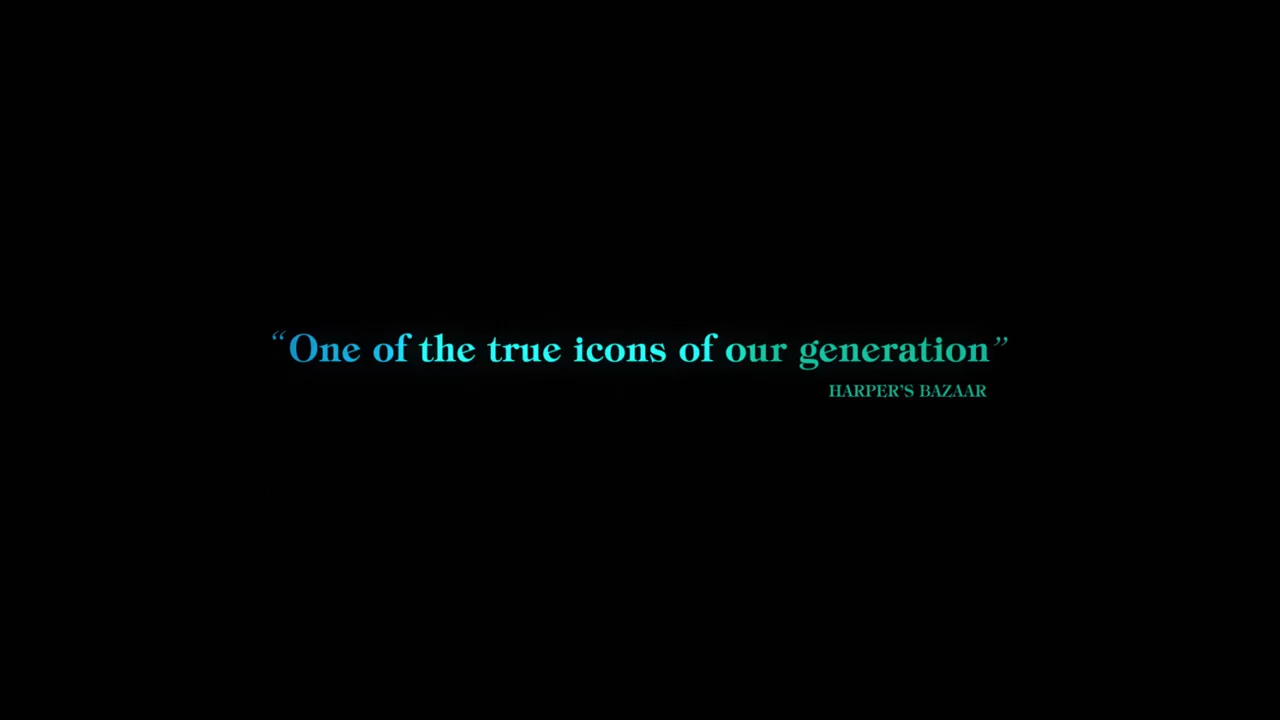 “One of the true icons of our generation”
HARPER’S BAZAAR